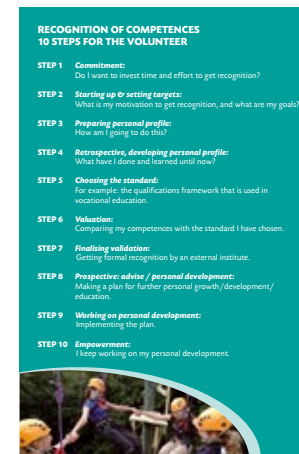 RECOGNITION OF COMPETENCES
10 STEPS FOR THE VOLUNTEER
STEP 1 Commitment:
Do I want to invest time and effort to get recognition?
STEP 2 Starting up & setting targets:
What is my motivation to get recognition, and what are my goals?
STEP 3 Preparing personal profile:
How am I going to do this?
STEP 4 Retrospective, developing personal profile:
What have I done and learned until now?
STEP 5 Choosing the standard:
For example: the qualifications framework that is used in
vocational education.
STEP 6 Valuation:
Comparing my competences with the standard I have chosen.
STEP 7 Finalising validation:
Getting formal recognition by an external institute.
STEP 8 Prospective: advise / personal development:
Making a plan for further personal growth/development/
education.
STEP 9 Working on personal development:
Implementing the plan.
STEP 10 Empowerment:
I keep working on my personal development.